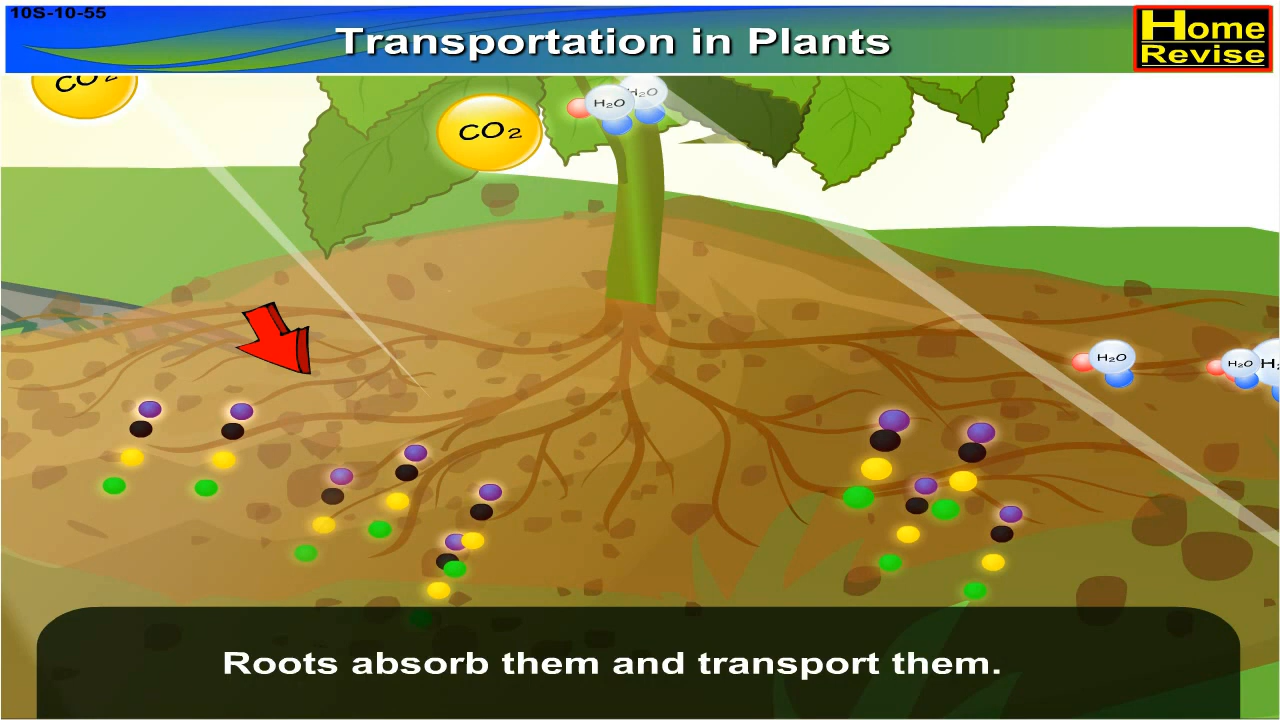 10S-10-55
Transportation in Plants
Home
Revise
CO₂
CO₂
H₂O
H₂O
H₂O
H₂O
Roots absorb them and transport them.